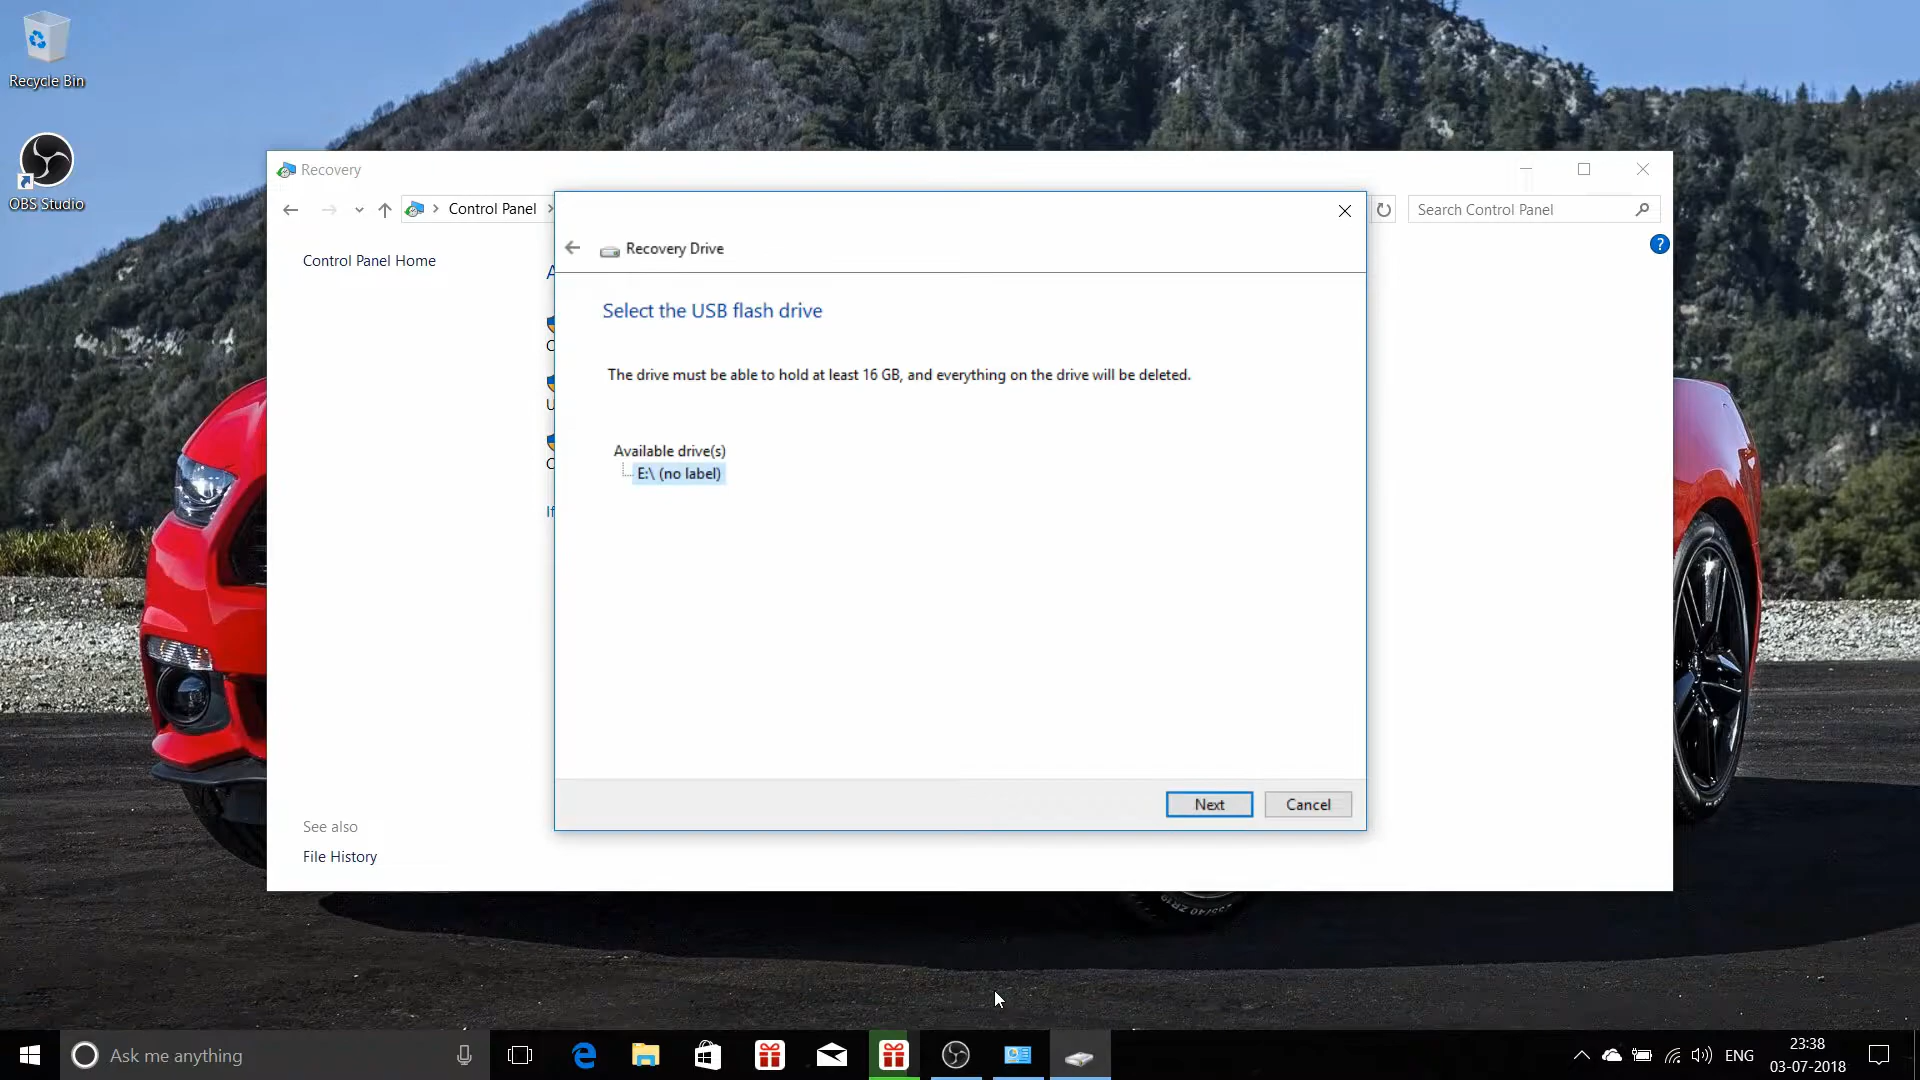 Recycle Bin
OBS Studio
Recovery
Control Panel
Search Control Panel
Control Panel Home
Recovery Drive
Select the USB flash drive
The drive must be able to hold at least 16 GB, and everything on the drive will be deleted.
Available drive(s)
E:\ (no label)
If
Next
Cancel
See also
File History
Ask me anything
ENG
23:38
03-07-2018